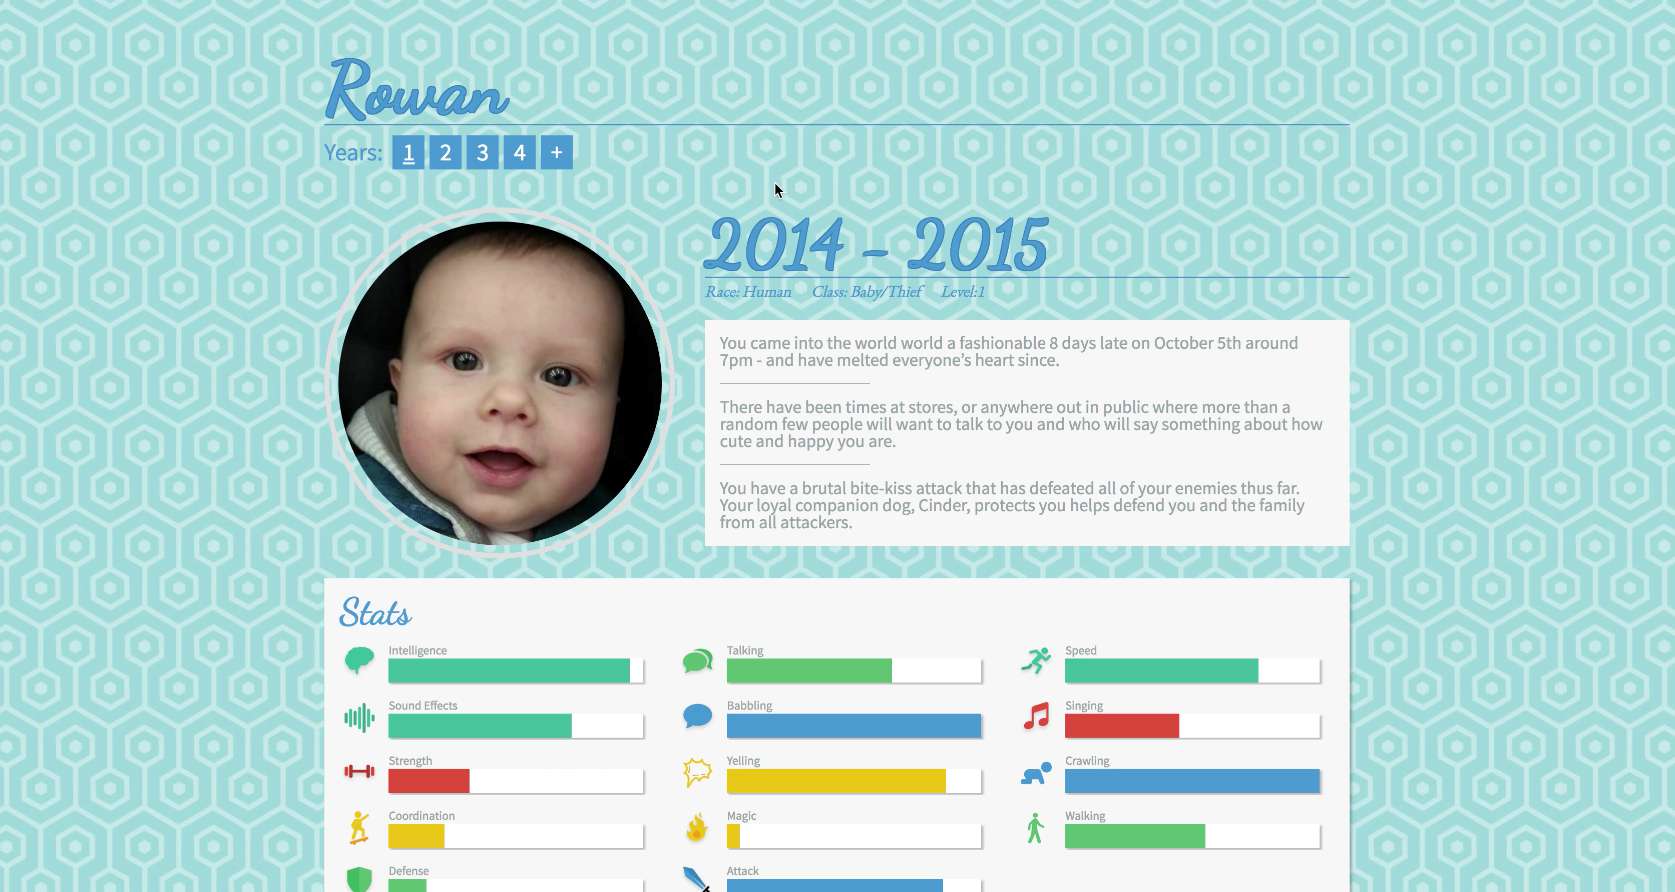 Rowan
Years: 1 2 3 4 +
2014 - 2015
Race: Human Class: Baby/Thief Level:1
You came into the world world a fashionable 8 days late on October 5th around
7pm - and have melted everyone's heart since.
There have been times at stores, or anywhere out in public where more than a
random few people will want to talk to you and who will say something about how
cute and happy you are.
You have a brutal bite-kiss attack that has defeated all of your enemies thus far.
Your loyal companion dog, Cinder, protects you helps defend you and the family
from all attackers.
Stats
Intelligence
Talking
Speed
Sound Effects
Babbling
Singing
Strength
Yelling
Crawling
Coordination
Magic
Walking
Defense
Attack